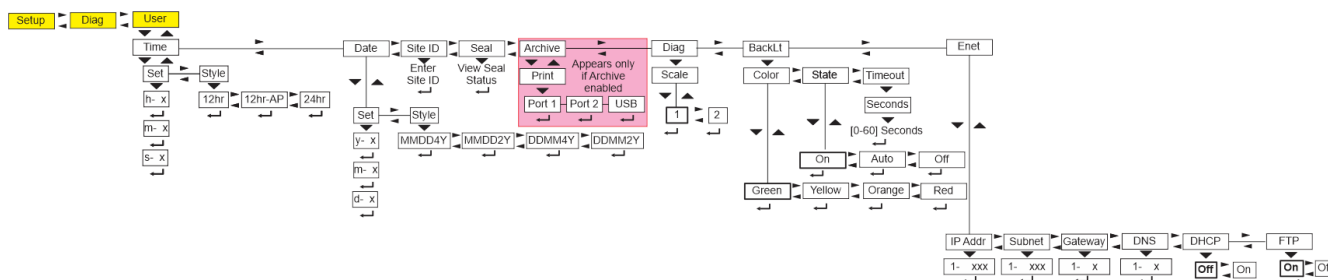 Setup Diag User
Time Date Site ID Seal Archive Diag BackLt Enet
Enter
Site ID
View Seal
Status
Appears only
if Archive
enabled
Set Style Print Scale Color State Timeout
h- x 12hr 12hr-AP 24hr Port 1 Port 2 USB 1 2 Seconds
m- x Set Style [0-60] Seconds
s- x y- x MMDD4Y MMDD2Y DDMM4Y DDMM2Y On Auto Off
m- x
d- x Green Yellow Orange Red
IP Addr Subnet Gateway DNS DHCP FTP
1- xxx 1- xxx 1- x 1- x Off On On